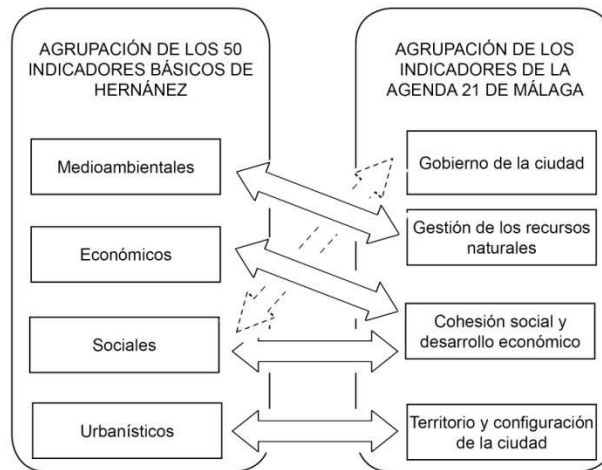 AGRUPACIÓN DE LOS 50
INDICADORES BÁSICOS DE
HERNÁNEZ
Medioambientales
Económicos
Sociales
Urbanísticos
AGRUPACIÓN DE LOS
INDICADORES DE LA
AGENDA 21 DE MÁLAGA
Gobierno de la ciudad
Gestión de los recursos
naturales
Cohesión social y
desarrollo económico
Territorio y configuración
de la ciudad